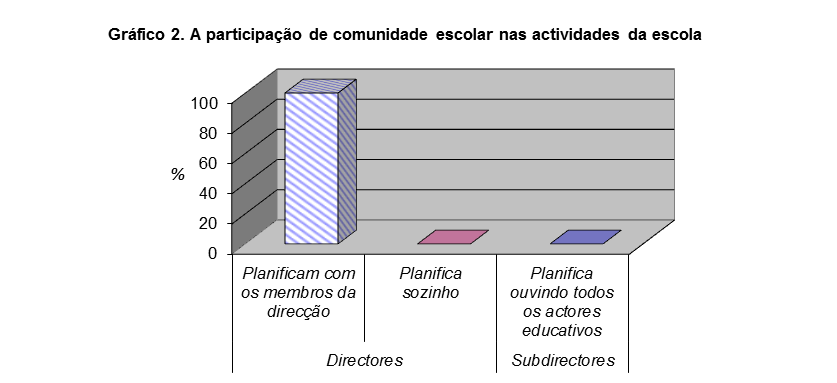 Gráfico 2. A participação de comunidade escolar nas actividades da escola
100
80
60
40
20
0
%
Planificam com
os membros da
direcção
Planifica
sozinho
Planifica
ouvindo todos
os actores
educativos
Directores
Subdirectores